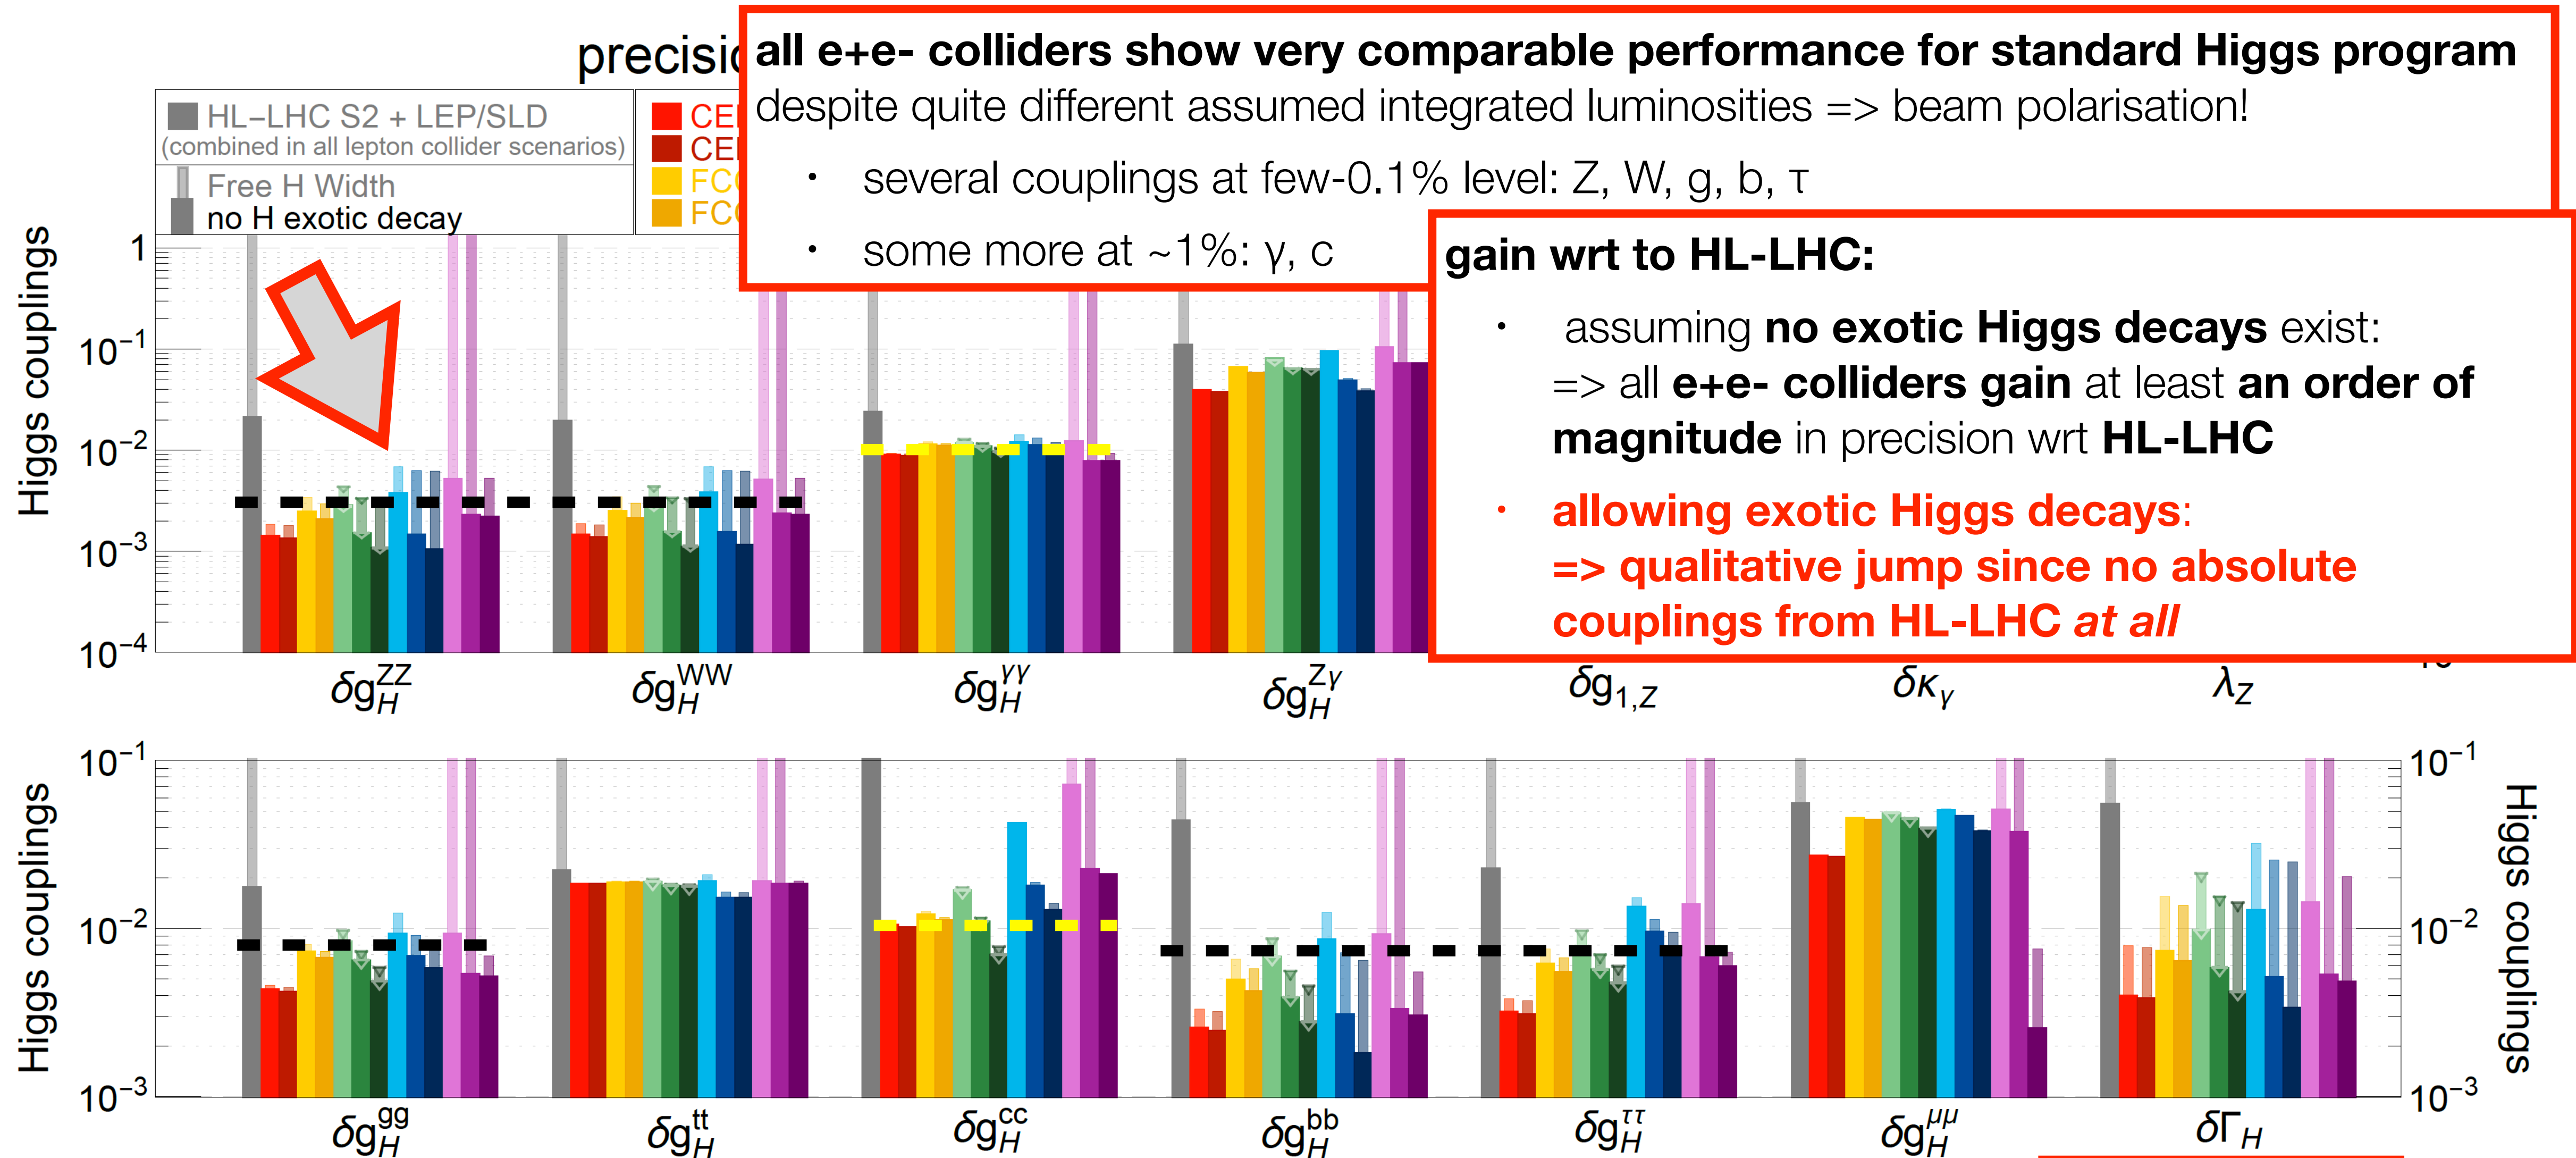 precisio
all e+e- colliders show very comparable performance for standard Higgs program
despite quite different assumed integrated luminosities => beam polarisation!
• several couplings at few-0.1% level: Z, W, g, b, τ
• some more at ~1%: γ, c
HL−LHC S2 + LEP/SLD
(combined in all lepton collider scenarios)
Free H Width
no H exotic decay
CE
CE
FC
FC
gain wrt to HL-LHC:
• assuming no exotic Higgs decays exist:
=> all e+e- colliders gain at least an order of
magnitude in precision wrt HL-LHC
• allowing exotic Higgs decays:
=> qualitative jump since no absolute
couplings from HL-LHC at all
Higgs couplings
1
10⁻¹
10⁻²
10⁻³
10⁻⁴
δg_H^ZZ
δg_H^WW
δg_H^γγ
δg_H^Zγ
δg_1,Z
δκ_γ
λ_Z
Higgs couplings
10⁻¹
10⁻²
10⁻³
δg_H^gg
δg_H^tt
δg_H^cc
δg_H^bb
δg_H^ττ
δg_H^μμ
δΓ_H
10⁻¹
10⁻²
10⁻³
Higgs couplings